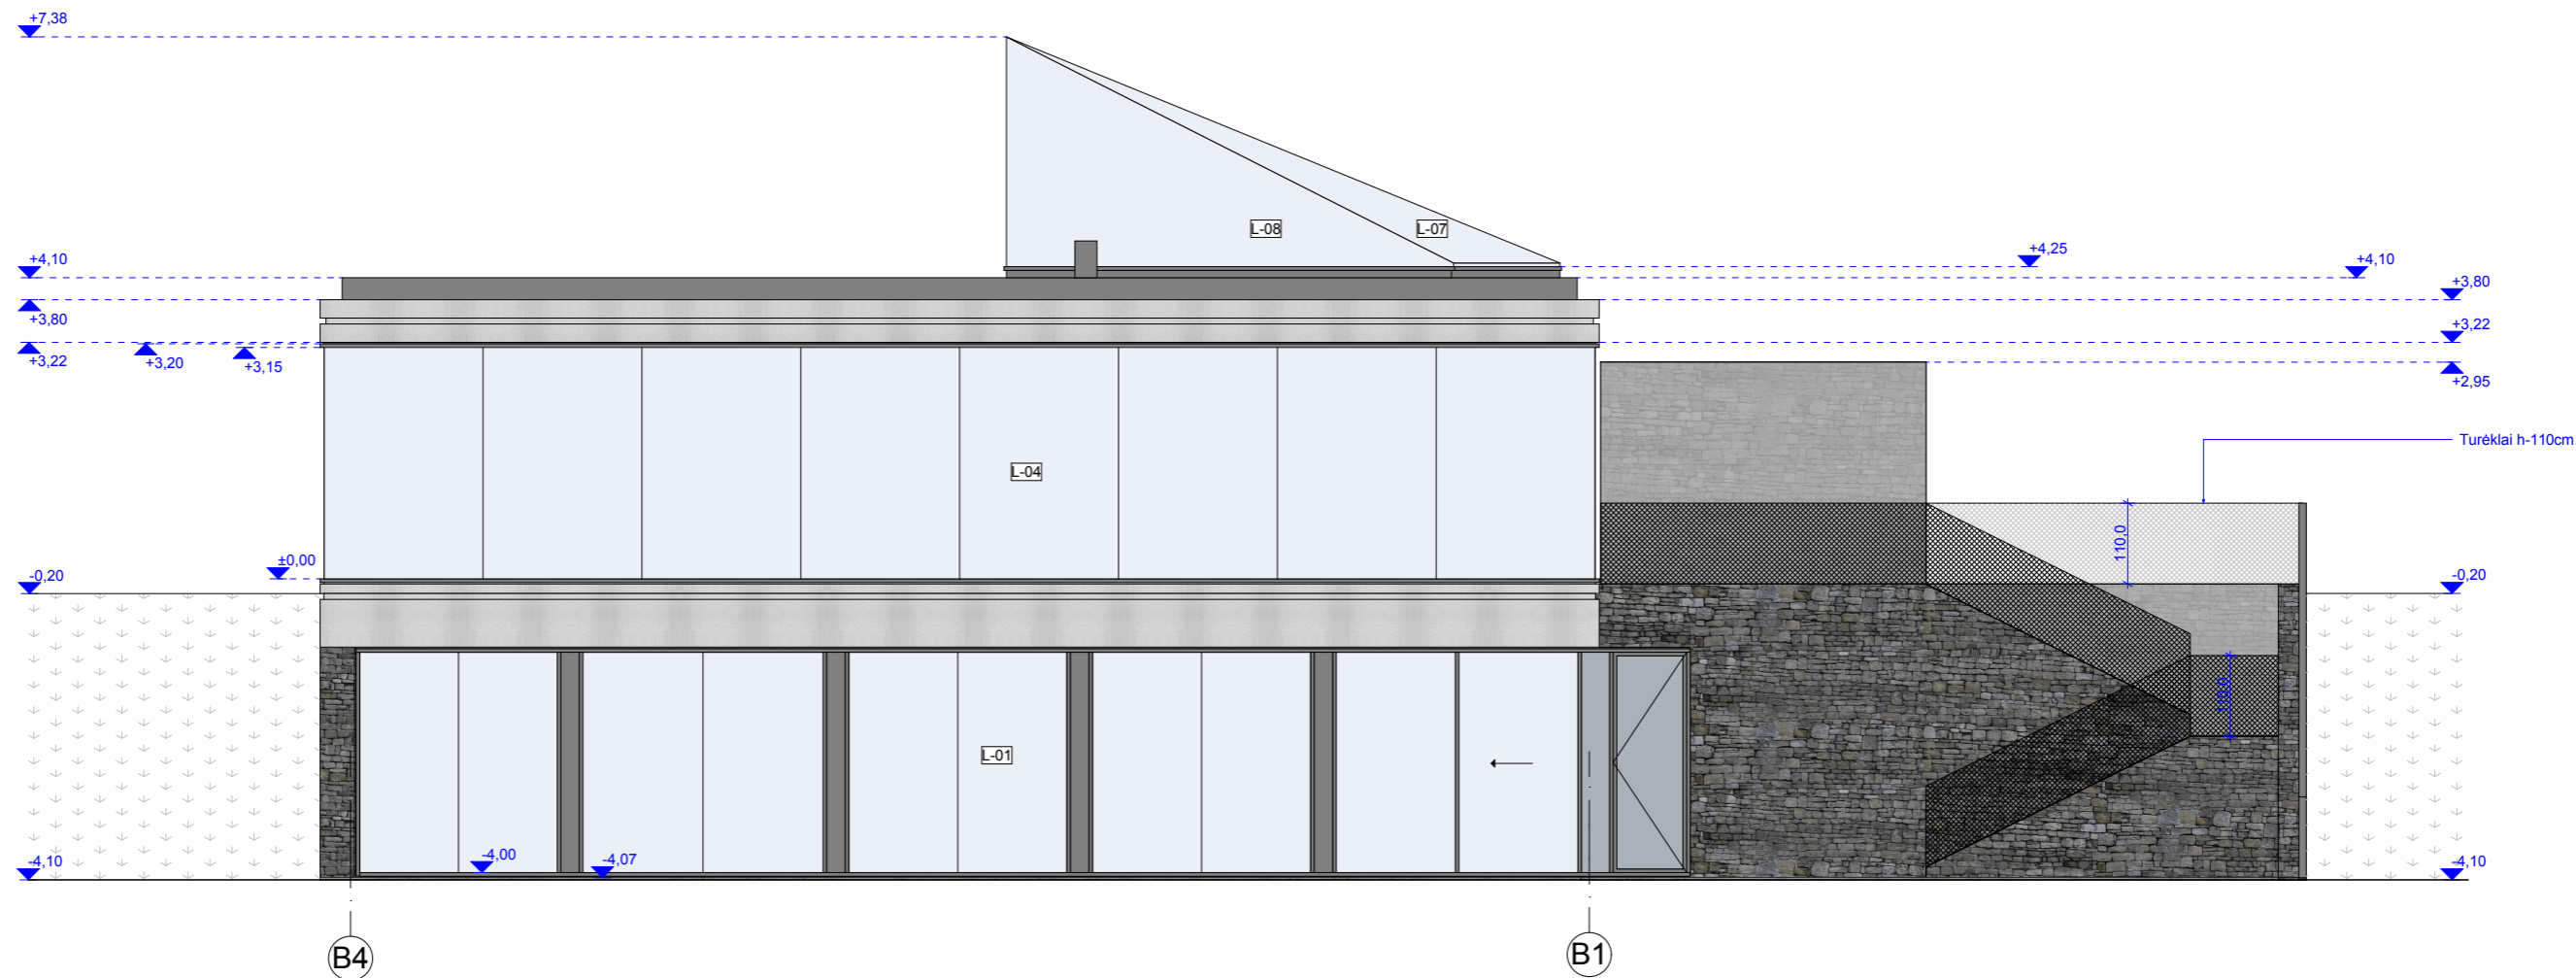 +7,38
L-08
L-07
+4,25
+4,10
+4,10
+3,80
+3,80
+3,22
+3,22
+3,20
+3,15
+2,95
Turėklai h-110cm
L-04
110,0
±0,00
-0,20
-0,20
110,0
L-01
-4,00
-4,07
-4,10
-4,10
B4
B1